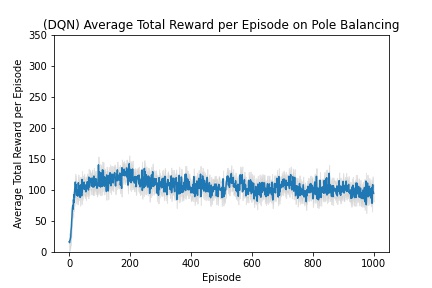 (DQN) Average Total Reward per Episode on Pole Balancing
Average Total Reward per Episode
350
300
250
200
150
100
50
0
0 200 400 600 800 1000
Episode